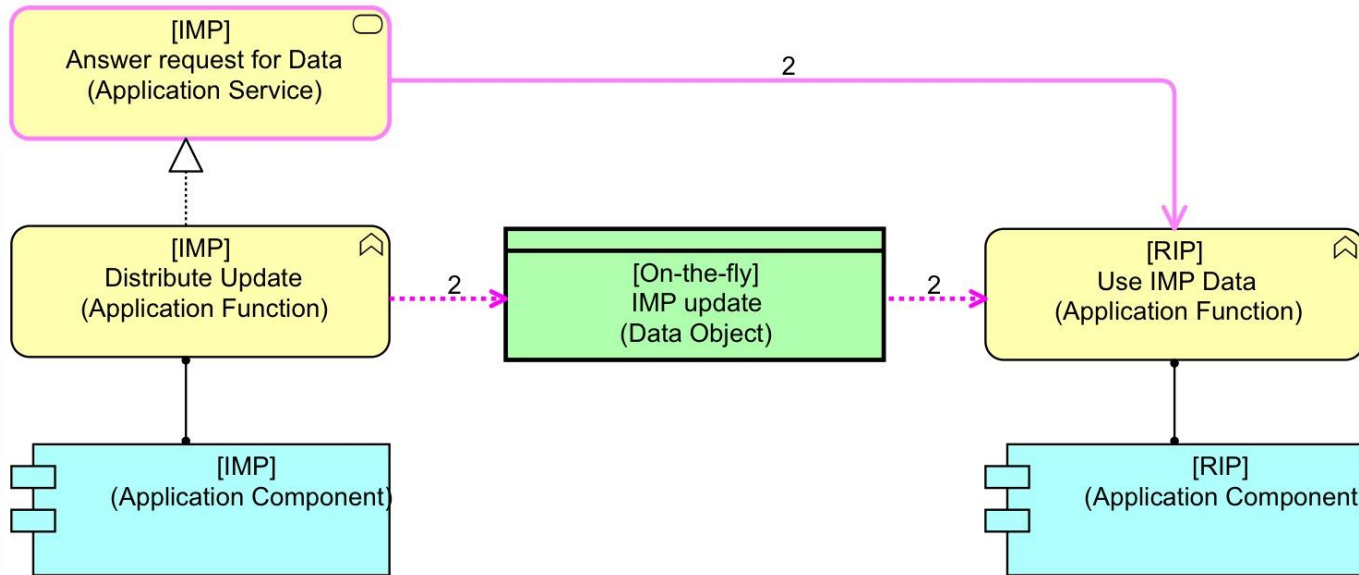 [IMP]
Answer request for Data
(Application Service)
2
[IMP]
Distribute Update
(Application Function)
2
[On-the-fly]
IMP update
(Data Object)
2
[RIP]
Use IMP Data
(Application Function)
[IMP]
(Application Component)
[RIP]
(Application Component